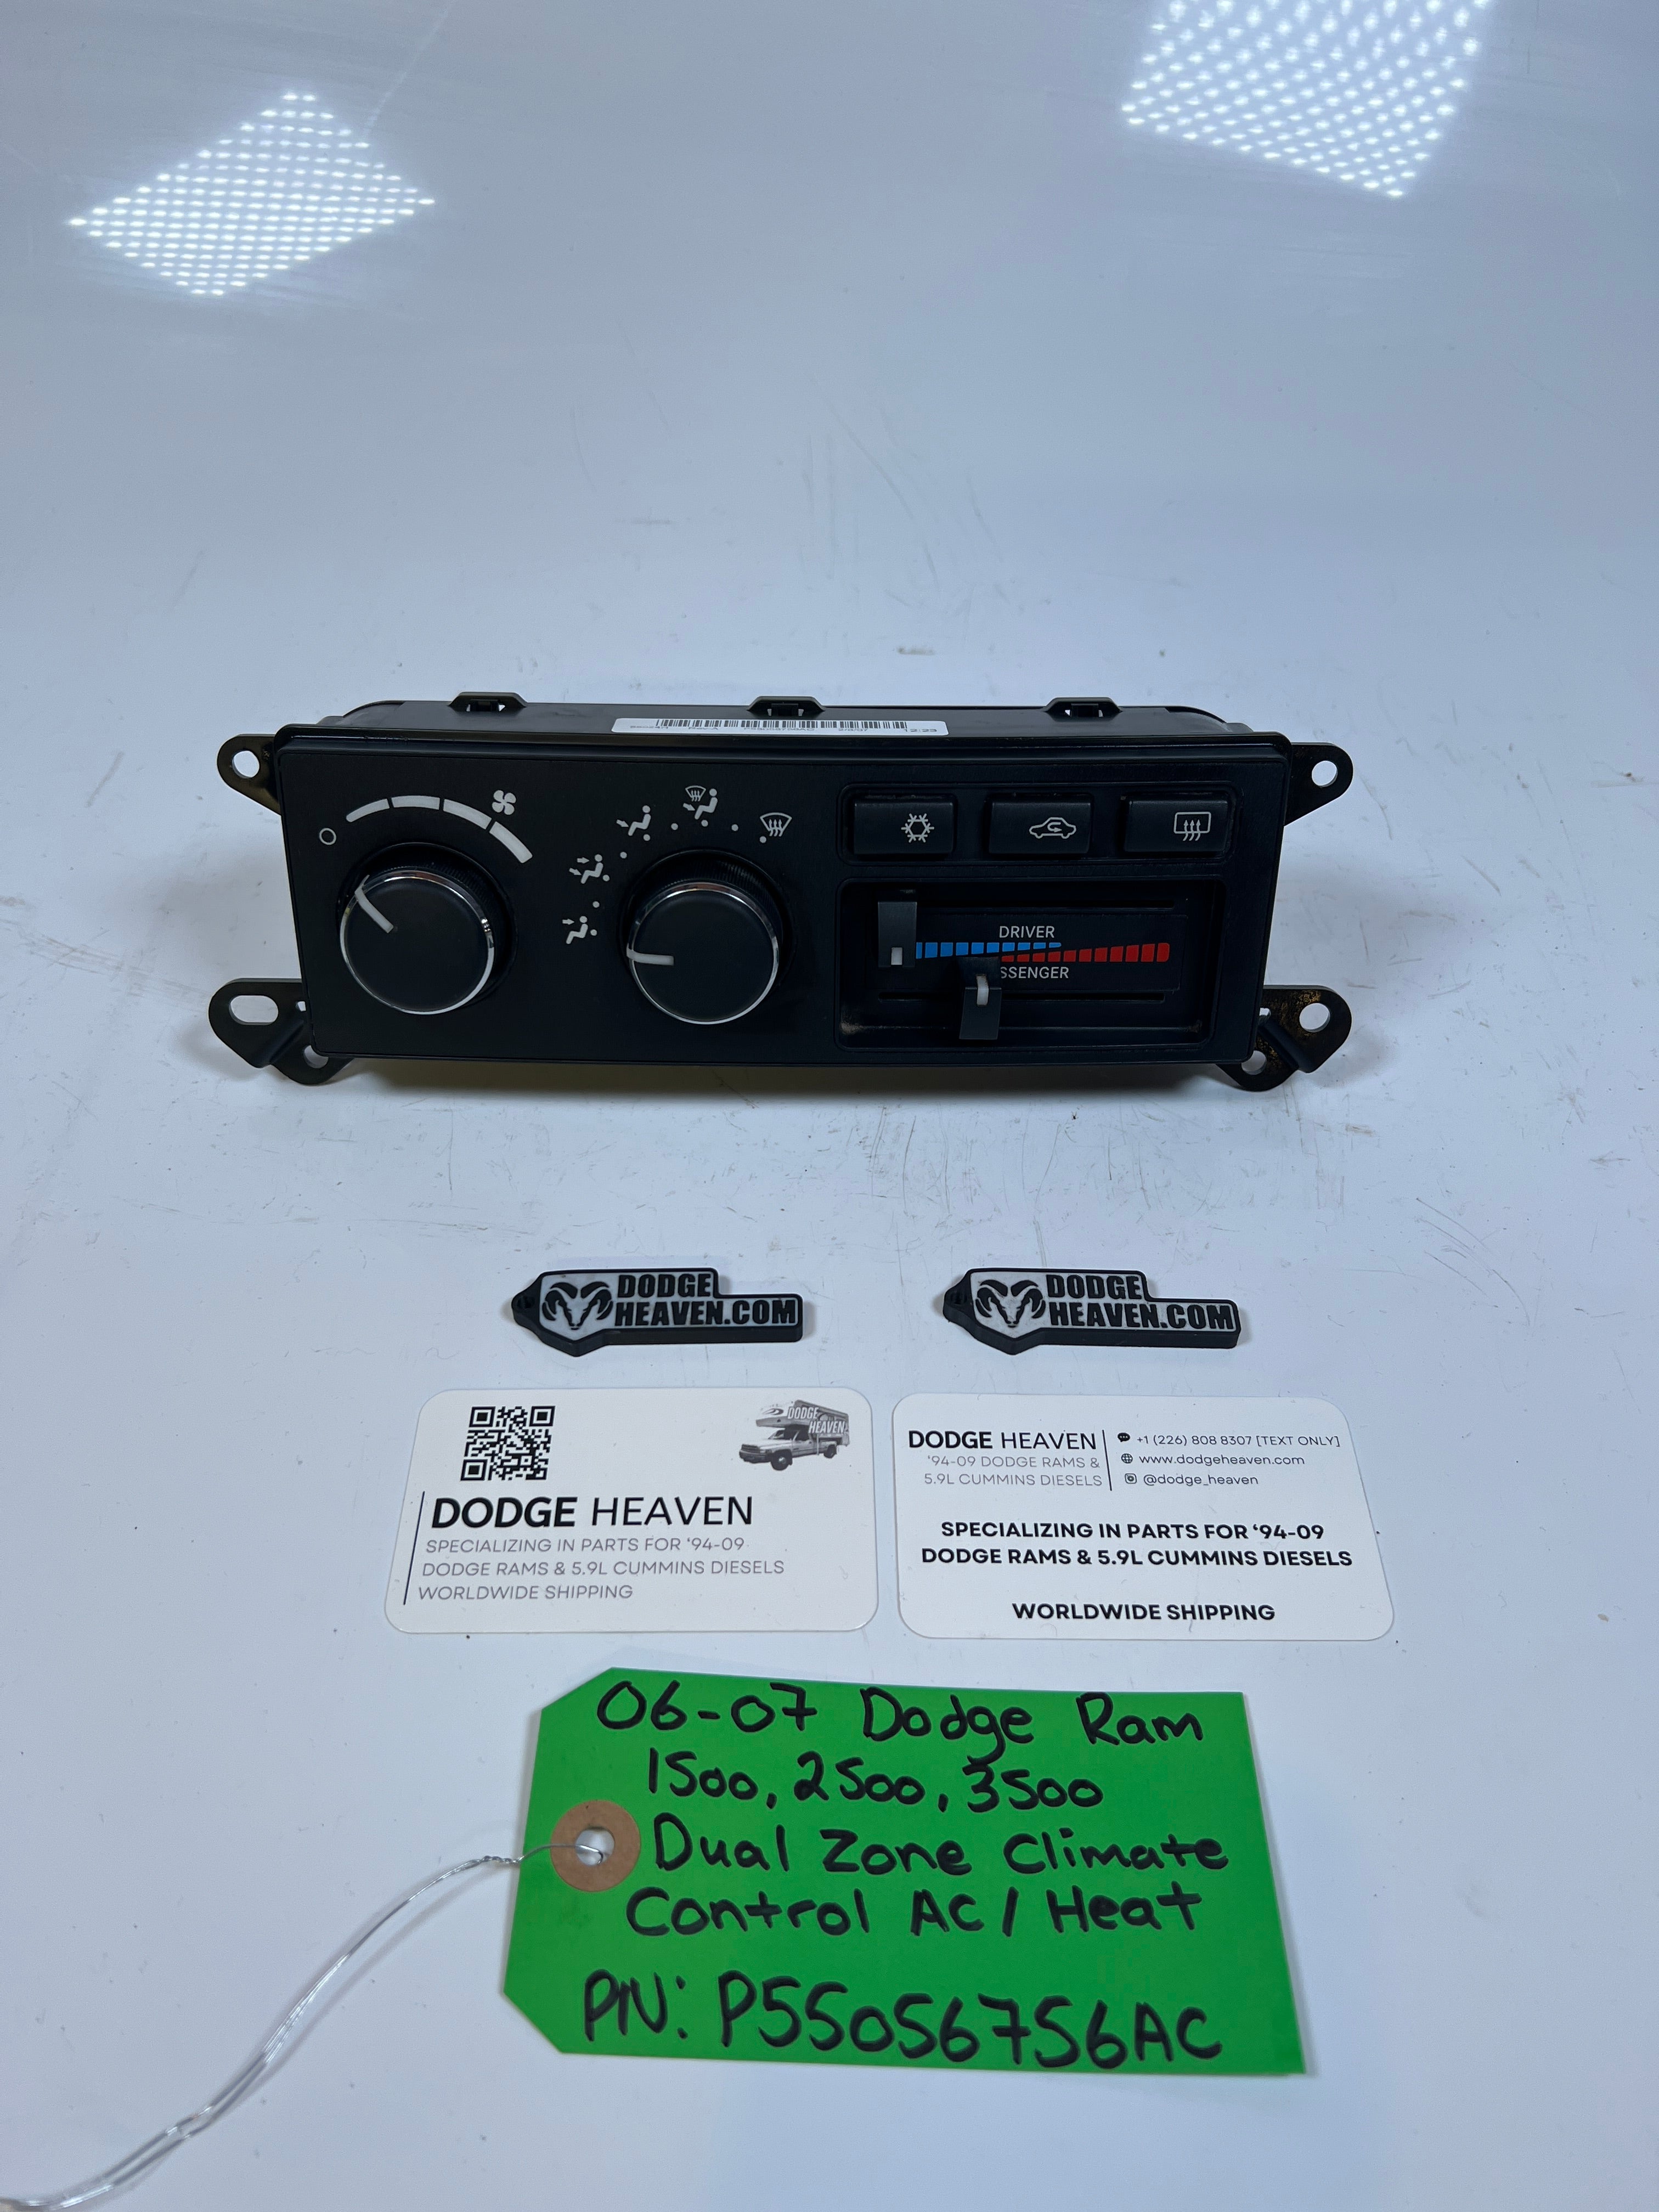 12:23
DRIVER
SSENGER
DODGE
HEAVEN.COM
DODGE
HEAVEN.COM
DODGE
HEAVEN
DODGE HEAVEN
SPECIALIZING IN PARTS FOR '94-09
DODGE RAMS & 5.9L CUMMINS DIESELS
WORLDWIDE SHIPPING
DODGE HEAVEN
'94-09 DODGE RAMS &
5.9L CUMMINS DIESELS
+1 (226) 808 8307 [TEXT ONLY]
www.dodgeheaven.com
@dodge_heaven
SPECIALIZING IN PARTS FOR '94-09
DODGE RAMS & 5.9L CUMMINS DIESELS
WORLDWIDE SHIPPING
06-07 Dodge Ram
1500, 2500, 3500
Dual Zone Climate
Control AC / Heat
PN: P55056756AC